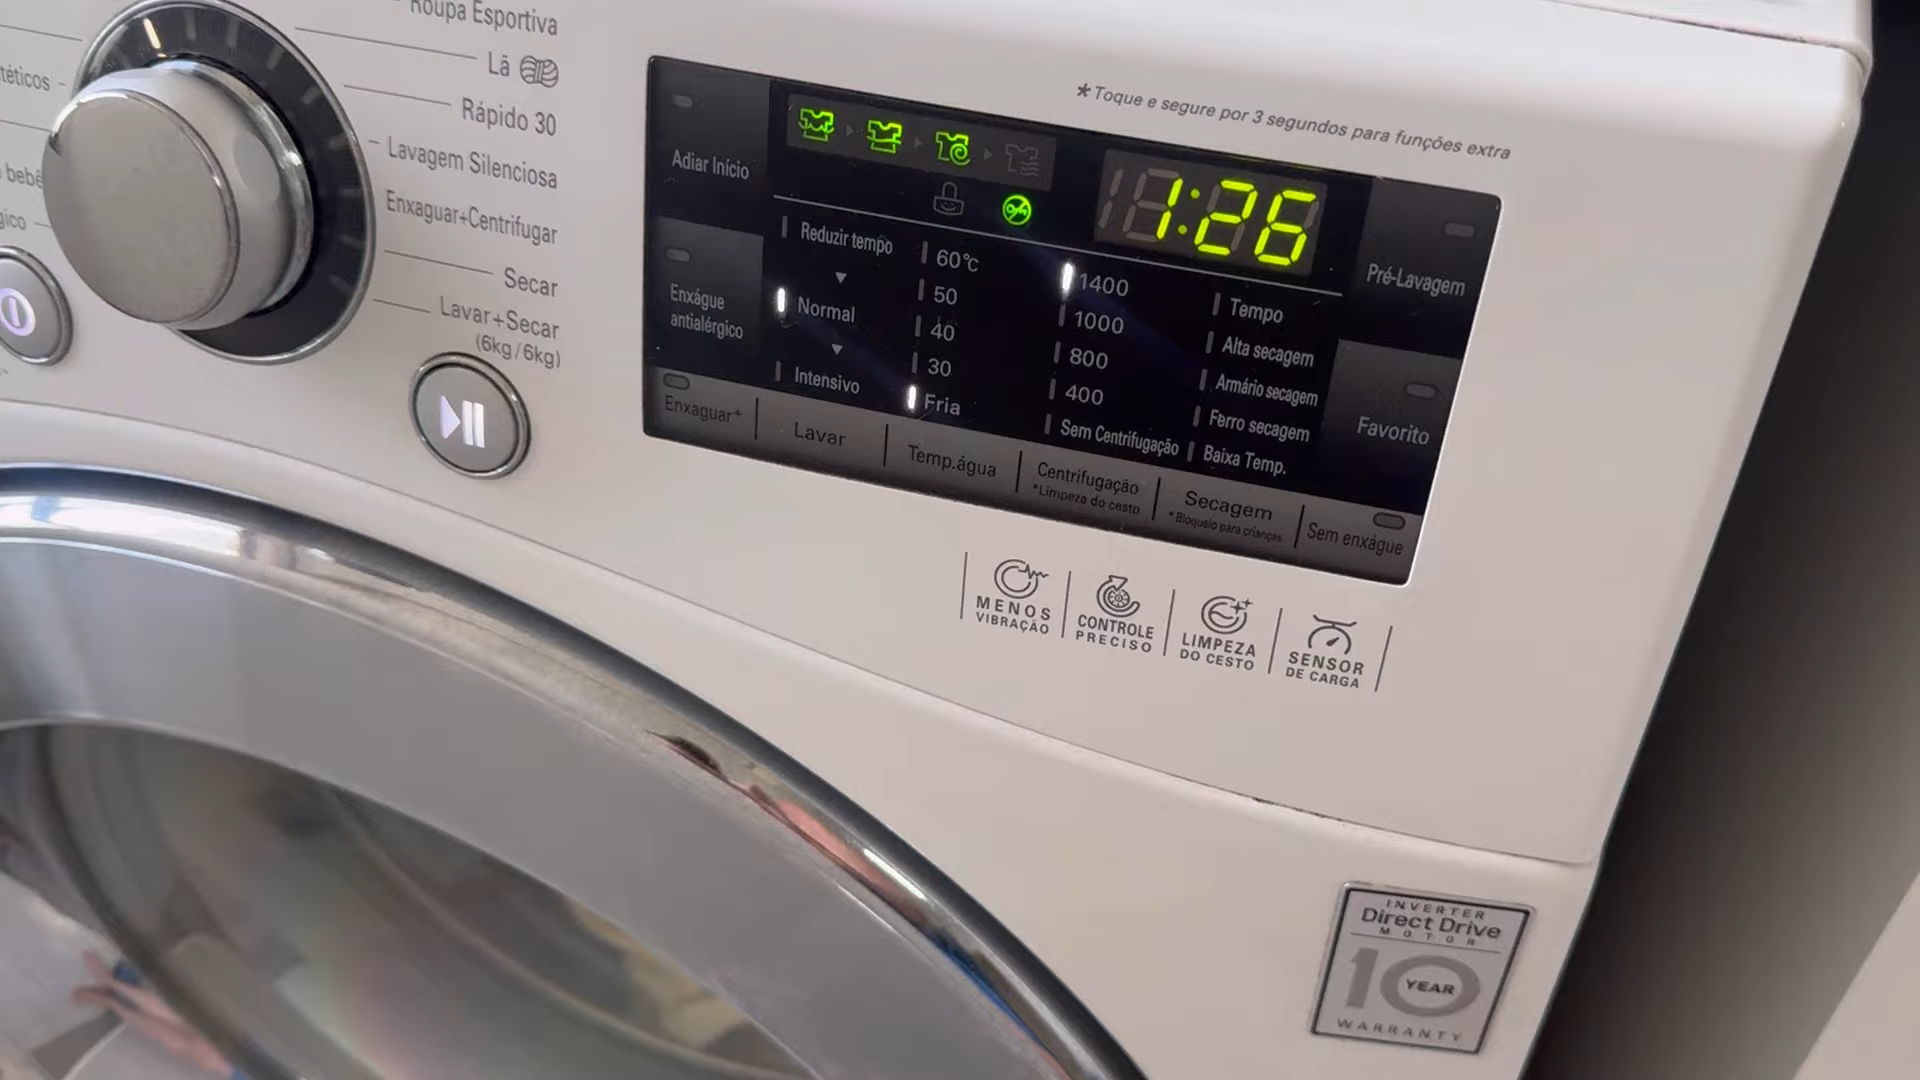 Roupa Esportiva
Lã
Rápido 30
Lavagem Silenciosa
Enxaguar+Centrifugar
Secar
Lavar+Secar
(6kg/6kg)
* Toque e segure por 3 segundos para funções extra
Adiar Início
1:26
Pré-Lavagem
Enxágue
antialérgico
Reduzir tempo
Normal
Intensivo
60°C
50
40
30
Fria
1400
1000
800
400
Sem Centrifugação
Tempo
Alta secagem
Armário secagem
Ferro secagem
Baixa Temp.
Favorito
Enxaguar+
Lavar
Temp.água
Centrifugação
*Limpeza do cesto
Secagem
*Bloqueio para crianças
Sem enxágue
MENOS
VIBRAÇÃO
CONTROLE
PRECISO
LIMPEZA
DO CESTO
SENSOR
DE CARGA
INVERTER
Direct Drive
MOTOR
10 YEAR
WARRANTY